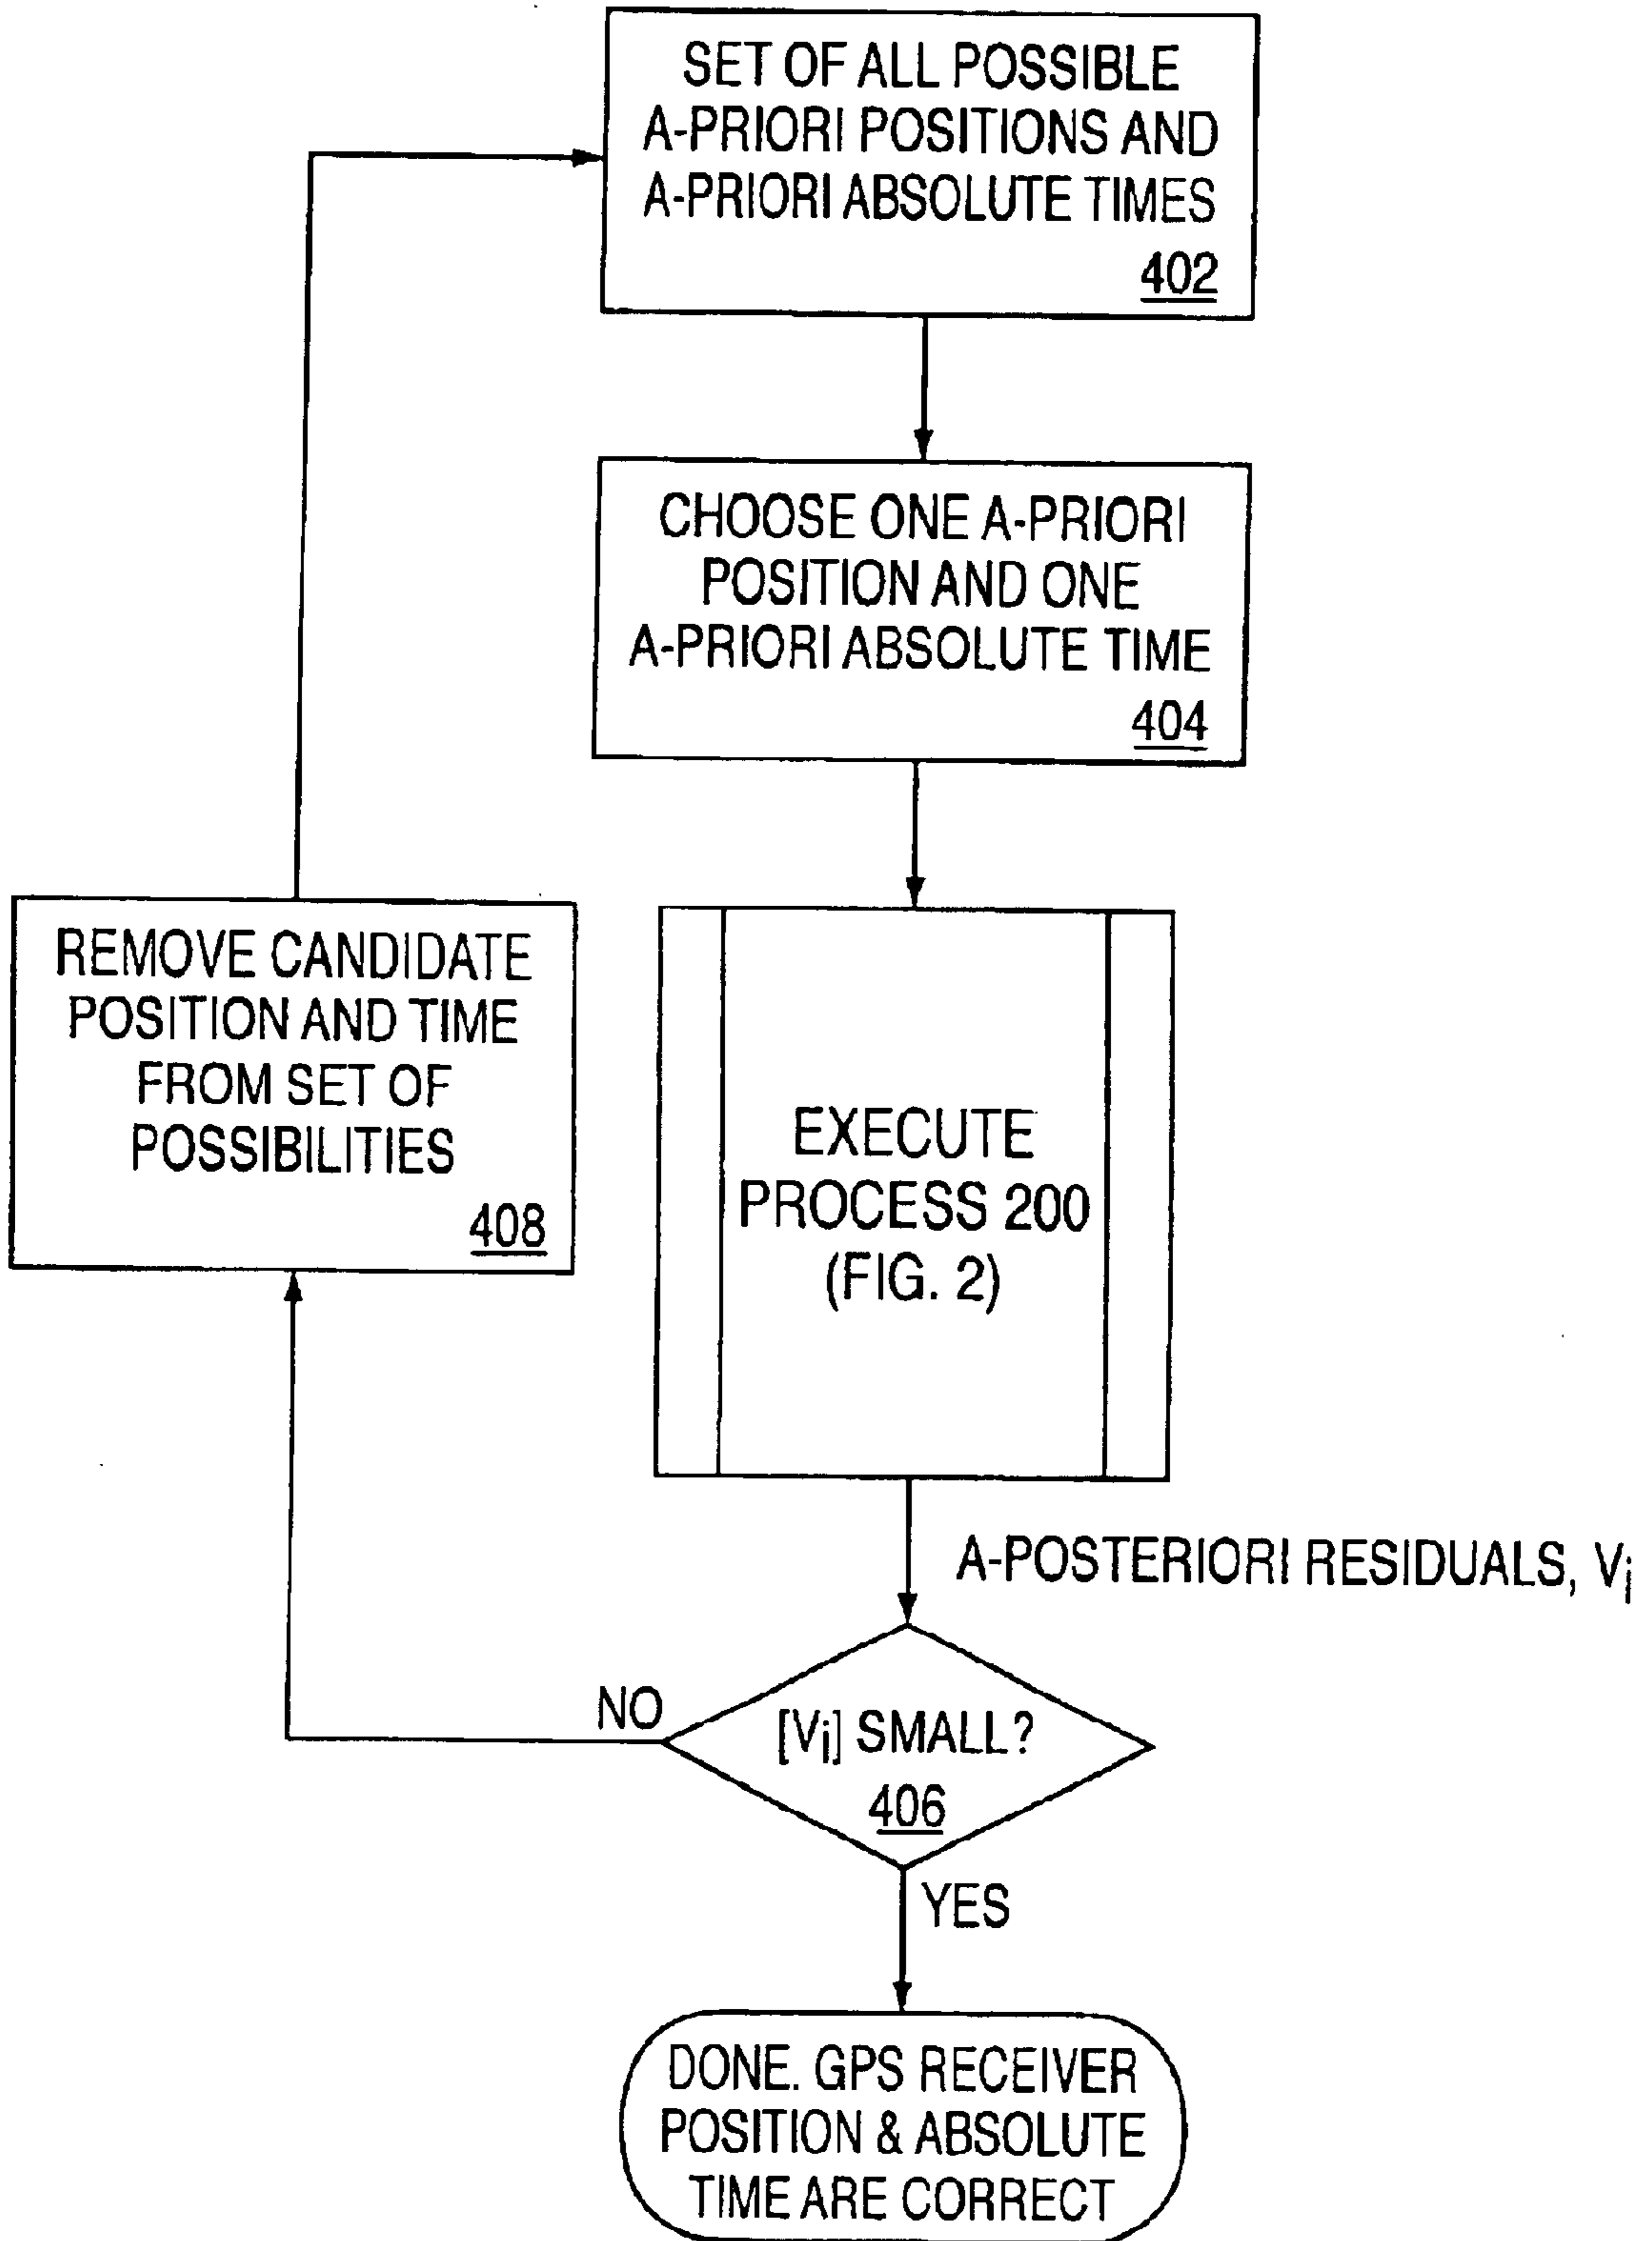 SET OF ALL POSSIBLE
A-PRIORI POSITIONS AND
A-PRIORI ABSOLUTE TIMES
402
CHOOSE ONE A-PRIORI
POSITION AND ONE
A-PRIORI ABSOLUTE TIME
404
REMOVE CANDIDATE
POSITION AND TIME
FROM SET OF
POSSIBILITIES
408
EXECUTE
PROCESS 200
(FIG. 2)
A-POSTERIORI RESIDUALS, Vi
NO
[Vi] SMALL?
406
YES
DONE. GPS RECEIVER
POSITION & ABSOLUTE
TIME ARE CORRECT